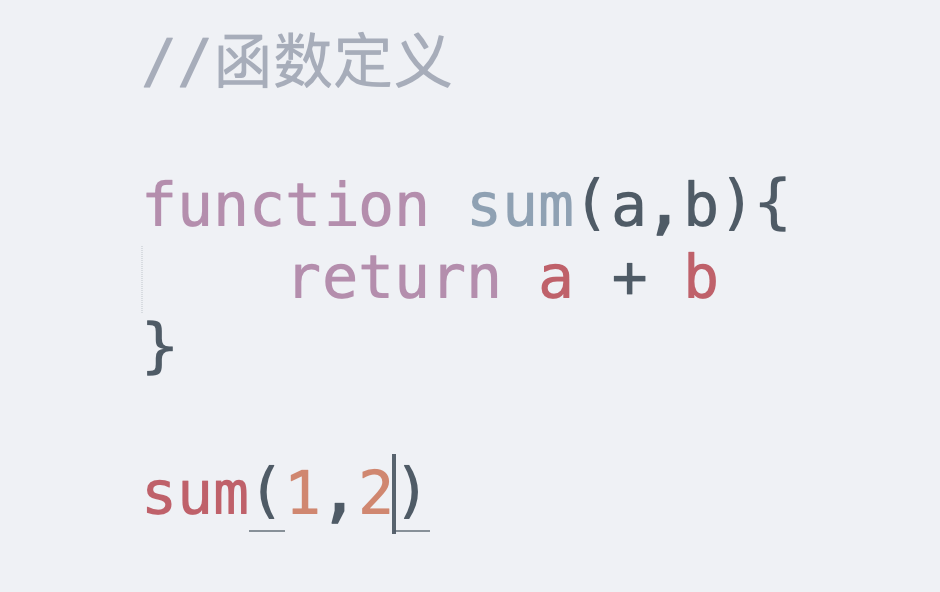 //函数定义
function sum(a,b){
    return a + b
}
sum(1,2)